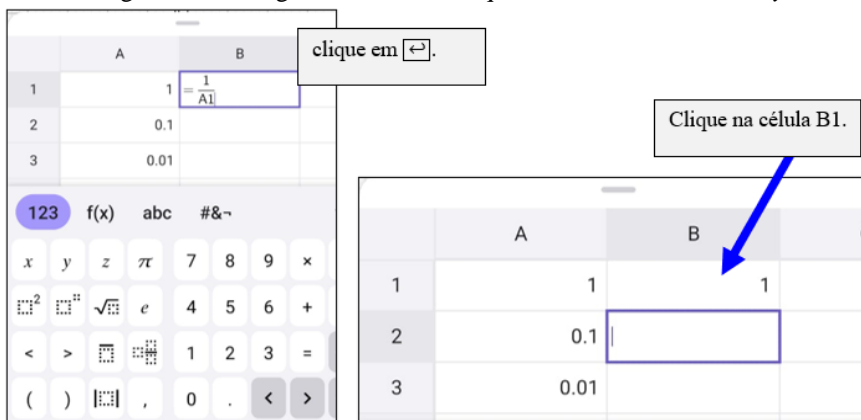 A B
1 1 = 1/A1
2 0.1
3 0.01
clique em ↩.
123 f(x) abc #&¬
x y z π 7 8 9 ×
□² □□ √□ e 4 5 6 +
< > 1 2 3 =
( ) |□| , 0 . < >
Clique na célula B1.
A B
1 1 1
2 0.1
3 0.01